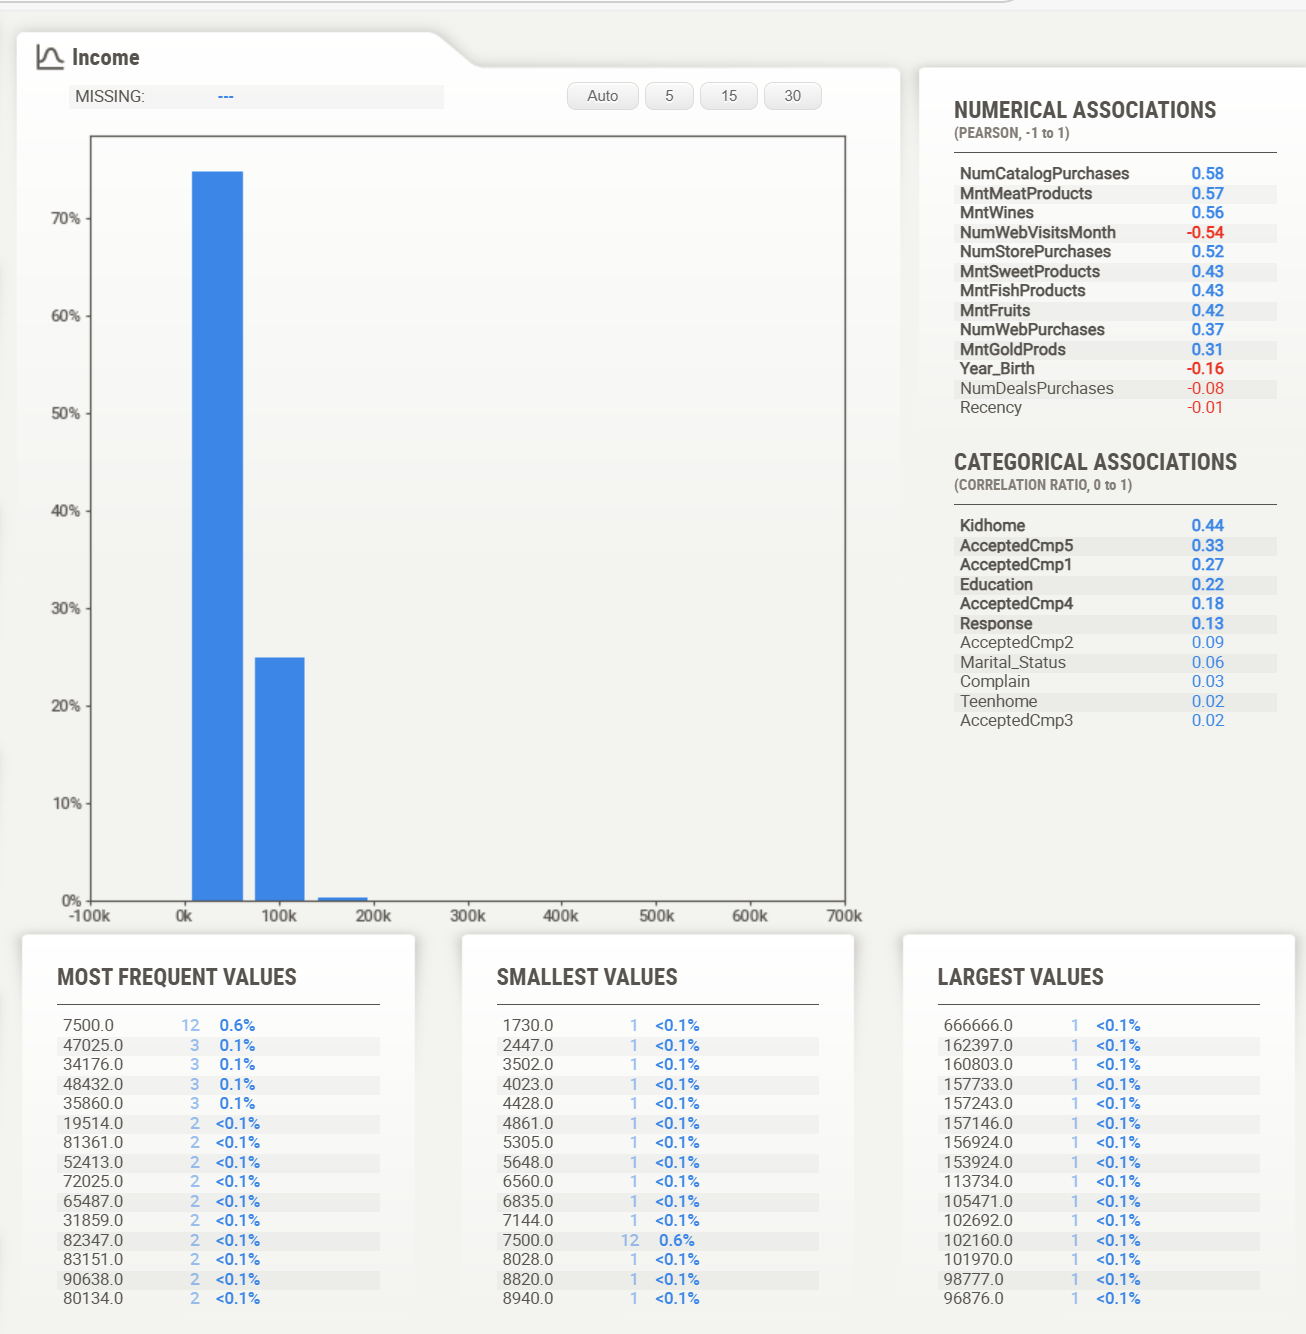 Income
MISSING: ---
Auto 5 15 30
70%
60%
50%
40%
30%
20%
10%
0%
-100k 0k 100k 200k 300k 400k 500k 600k 700k
NUMERICAL ASSOCIATIONS
(PEARSON, -1 to 1)
NumCatalogPurchases 0.58
MntMeatProducts 0.57
MntWines 0.56
NumWebVisitsMonth -0.54
NumStorePurchases 0.52
MntSweetProducts 0.43
MntFishProducts 0.43
MntFruits 0.42
NumWebPurchases 0.37
MntGoldProds 0.31
Year_Birth -0.16
NumDealsPurchases -0.08
Recency -0.01
CATEGORICAL ASSOCIATIONS
(CORRELATION RATIO, 0 to 1)
Kidhome 0.44
AcceptedCmp5 0.33
AcceptedCmp1 0.27
Education 0.22
AcceptedCmp4 0.18
Response 0.13
AcceptedCmp2 0.09
Marital_Status 0.06
Complain 0.03
Teenhome 0.02
AcceptedCmp3 0.02
MOST FREQUENT VALUES
7500.0 12 0.6%
47025.0 3 0.1%
34176.0 3 0.1%
48432.0 3 0.1%
35860.0 3 0.1%
19514.0 2 <0.1%
81361.0 2 <0.1%
52413.0 2 <0.1%
72025.0 2 <0.1%
65487.0 2 <0.1%
31859.0 2 <0.1%
82347.0 2 <0.1%
83151.0 2 <0.1%
90638.0 2 <0.1%
80134.0 2 <0.1%
SMALLEST VALUES
1730.0 1 <0.1%
2447.0 1 <0.1%
3502.0 1 <0.1%
4023.0 1 <0.1%
4428.0 1 <0.1%
4861.0 1 <0.1%
5305.0 1 <0.1%
5648.0 1 <0.1%
6560.0 1 <0.1%
6835.0 1 <0.1%
7144.0 1 <0.1%
7500.0 12 0.6%
8028.0 1 <0.1%
8820.0 1 <0.1%
8940.0 1 <0.1%
LARGEST VALUES
666666.0 1 <0.1%
162397.0 1 <0.1%
160803.0 1 <0.1%
157733.0 1 <0.1%
157243.0 1 <0.1%
157146.0 1 <0.1%
156924.0 1 <0.1%
153924.0 1 <0.1%
113734.0 1 <0.1%
105471.0 1 <0.1%
102692.0 1 <0.1%
102160.0 1 <0.1%
101970.0 1 <0.1%
98777.0 1 <0.1%
96876.0 1 <0.1%